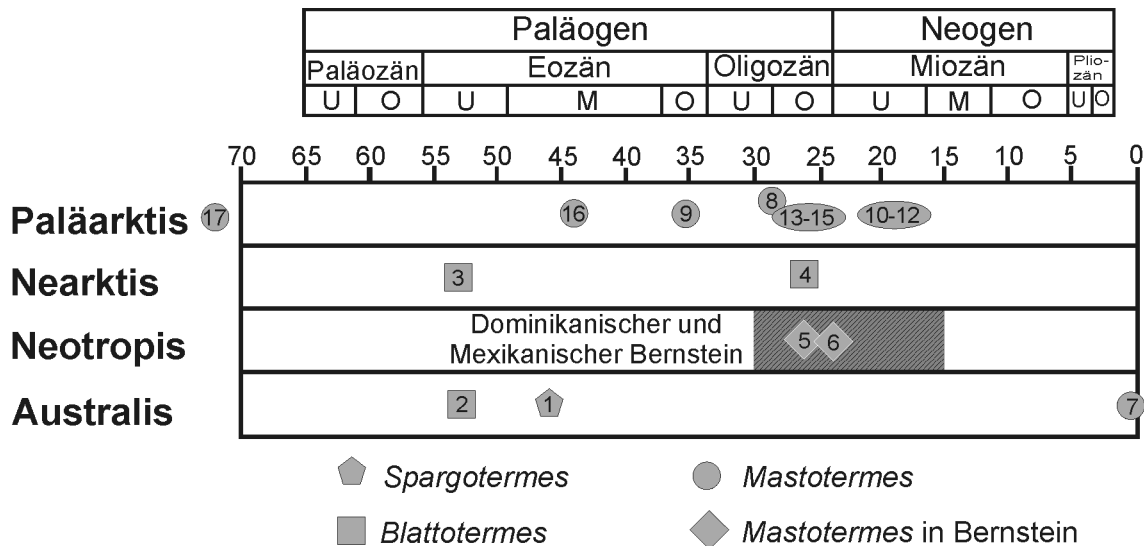 Paläogen Neogen
Paläozän Eozän Oligozän Miozän Plio-
zän
U O U M O U O U M O U O
70 65 60 55 50 45 40 35 30 25 20 15 10 5 0
Paläarktis 17 16 9 8 13-15 10-12
Nearktis 3 4
Neotropis Dominikanischer und
Mexikanischer Bernstein 5 6
Australis 2 1 7
Spargotermes Mastotermes
Blattotermes Mastotermes in Bernstein